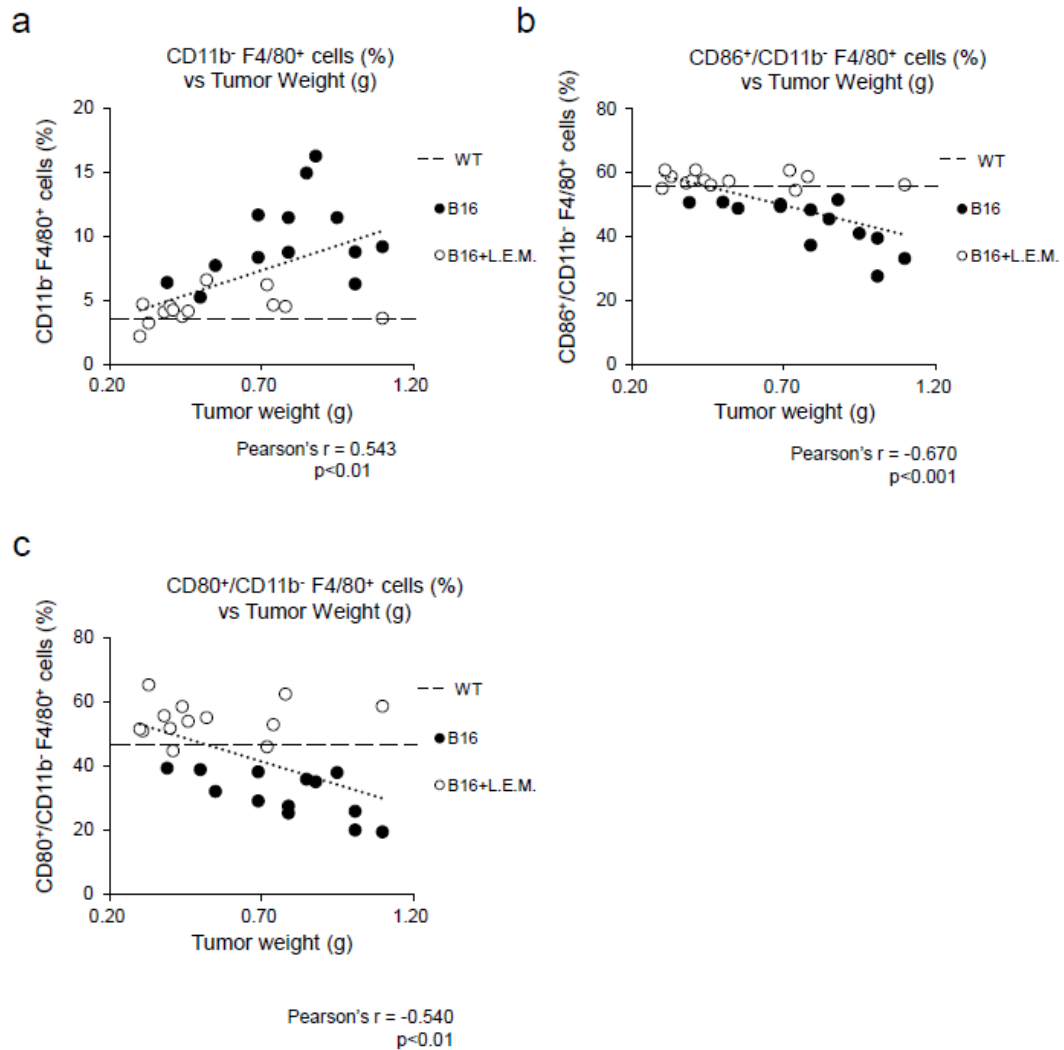 a
CD11b⁻ F4/80⁺ cells (%)
vs Tumor Weight (g)
CD11b⁻ F4/80⁺ cells (%)
20
15
10
5
0
0.20
0.70
1.20
Tumor weight (g)
WT
B16
B16+L.E.M.
Pearson's r = 0.543
p<0.01
b
CD86⁺/CD11b⁻ F4/80⁺ cells (%)
vs Tumor Weight (g)
CD86⁺/CD11b⁻ F4/80⁺ cells (%)
80
60
40
20
0
0.20
0.70
1.20
Tumor weight (g)
WT
B16
B16+L.E.M.
Pearson's r = -0.670
p<0.001
c
CD80⁺/CD11b⁻ F4/80⁺ cells (%)
vs Tumor Weight (g)
CD80⁺/CD11b⁻ F4/80⁺ cells (%)
80
60
40
20
0
0.20
0.70
1.20
Tumor weight (g)
WT
B16
B16+L.E.M.
Pearson's r = -0.540
p<0.01